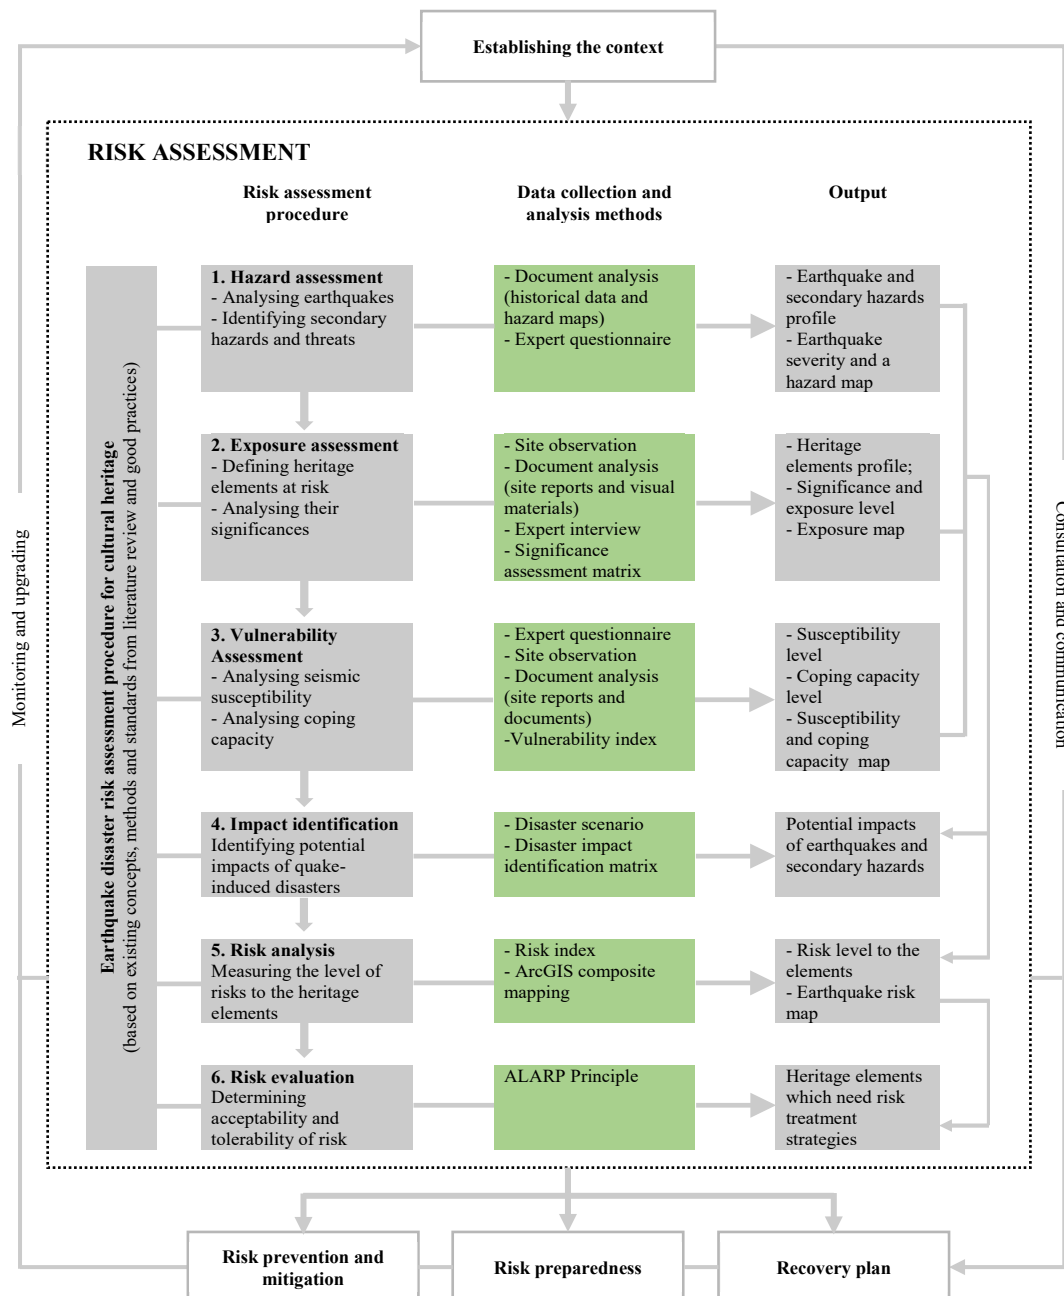 Establishing the context
RISK ASSESSMENT
Risk assessment
procedure
Data collection and
analysis methods
Output
Earthquake disaster risk assessment procedure for cultural heritage
(based on existing concepts, methods and standards from literature review and good practices)
1. Hazard assessment
- Analysing earthquakes
- Identifying secondary
hazards and threats
- Document analysis
(historical data and
hazard maps)
- Expert questionnaire
- Earthquake and
secondary hazards
profile
- Earthquake
severity and a
hazard map
2. Exposure assessment
- Defining heritage
elements at risk
- Analysing their
significances
- Site observation
- Document analysis
(site reports and visual
materials)
- Expert interview
- Significance
assessment matrix
- Heritage
elements profile;
- Significance and
exposure level
- Exposure map
3. Vulnerability
Assessment
- Analysing seismic
susceptibility
- Analysing coping
capacity
- Expert questionnaire
- Site observation
- Document analysis
(site reports and
documents)
-Vulnerability index
- Susceptibility
level
- Coping capacity
level
- Susceptibility
and coping
capacity map
4. Impact identification
Identifying potential
impacts of quake-
induced disasters
- Disaster scenario
- Disaster impact
identification matrix
Potential impacts
of earthquakes and
secondary hazards
5. Risk analysis
Measuring the level of
risks to the heritage
elements
- Risk index
- ArcGIS composite
mapping
- Risk level to the
elements
- Earthquake risk
map
6. Risk evaluation
Determining
acceptability and
tolerability of risk
ALARP Principle
Heritage elements
which need risk
treatment
strategies
Monitoring and upgrading
Consultation and communication
Risk prevention and
mitigation
Risk preparedness
Recovery plan